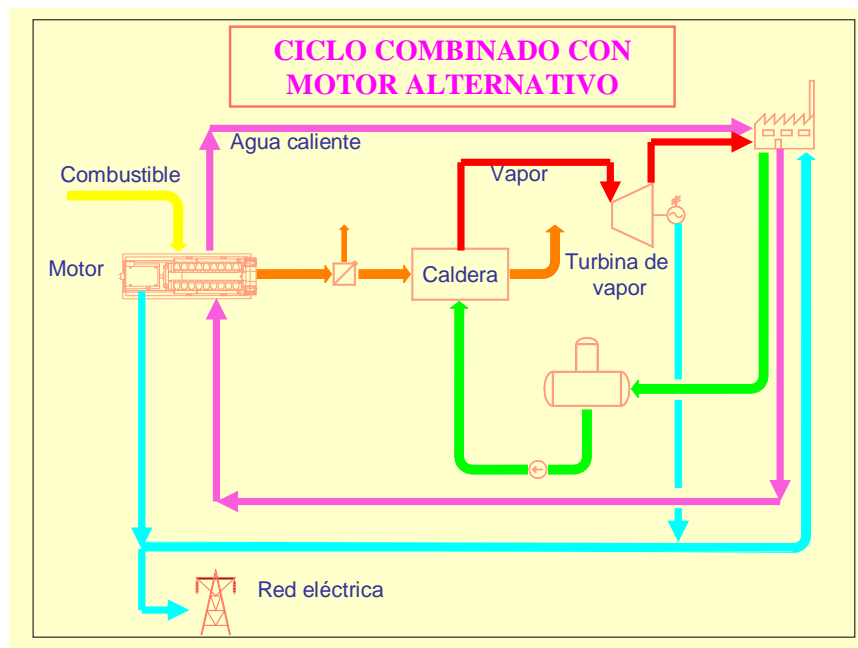 CICLO COMBINADO CON
MOTOR ALTERNATIVO
Agua caliente
Combustible
Vapor
Motor
Caldera
Turbina de
vapor
Red eléctrica